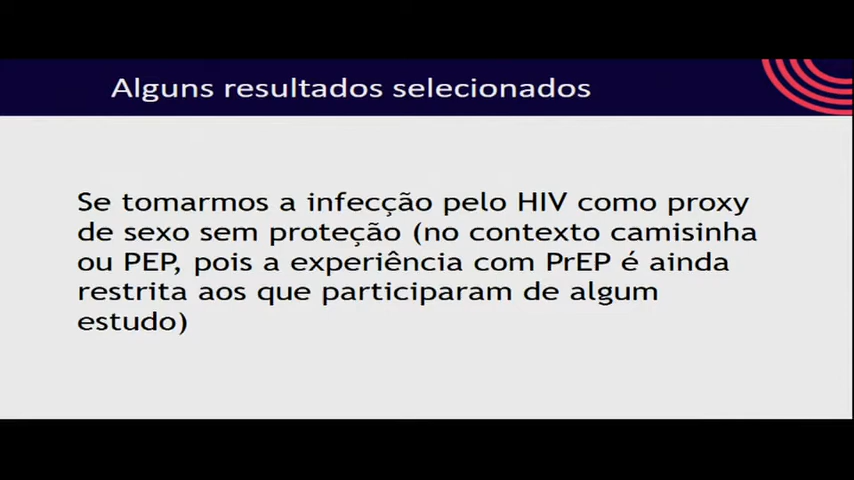 Alguns resultados selecionados
Se tomarmos a infecção pelo HIV como proxy
de sexo sem proteção (no contexto camisinha
ou PEP, pois a experiência com PrEP é ainda
restrita aos que participaram de algum
estudo)